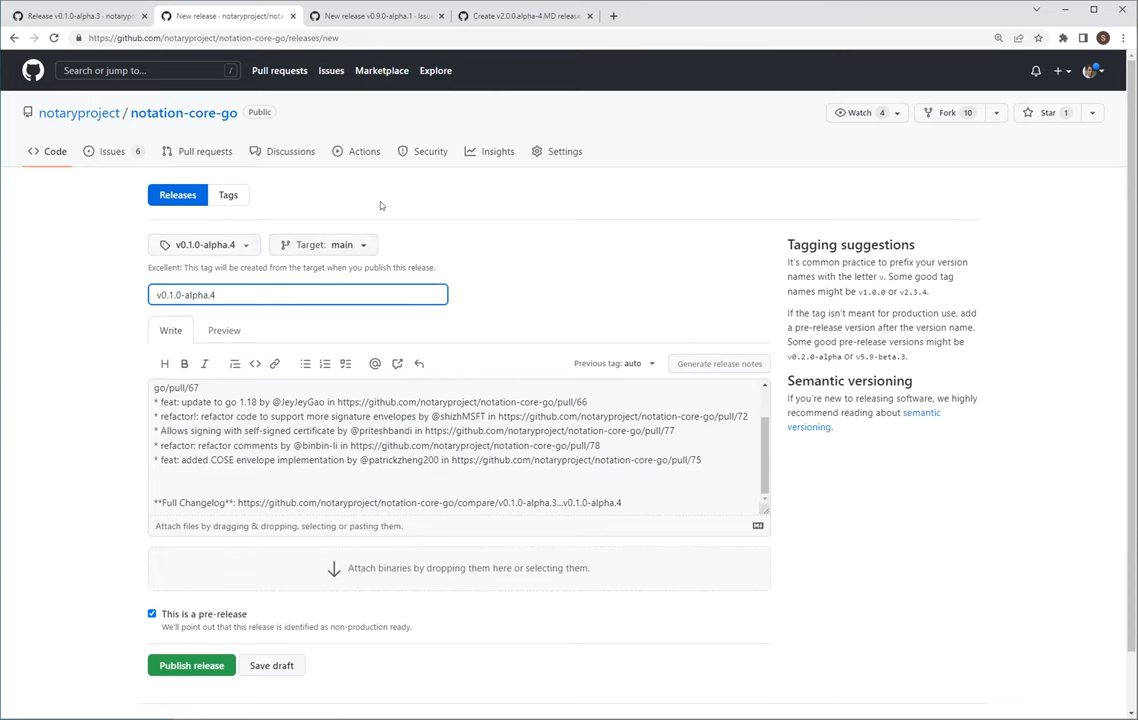 Release v0.1.0-alpha.3 · notarypr
New release · notaryproject/nota
New release v0.9.0-alpha.1 · Issu
Create v2.0.0.alpha-4.MD release
https://github.com/notaryproject/notation-core-go/releases/new
S
Search or jump to... /
Pull requests Issues Marketplace Explore
notaryproject / notation-core-go Public
Watch 4 Fork 10 Star 1
Code Issues 6 Pull requests Discussions Actions Security Insights Settings
Releases Tags
v0.1.0-alpha.4 Target: main
Excellent! This tag will be created from the target when you publish this release.
v0.1.0-alpha.4
Write Preview
H B I Previous tag: auto Generate release notes
go/pull/67
* feat: update to go 1.18 by @JeyJeyGao in https://github.com/notaryproject/notation-core-go/pull/66
* refactor!: refactor code to support more signature envelopes by @shizhMSFT in https://github.com/notaryproject/notation-core-go/pull/72
* Allows signing with self-signed certificate by @priteshbandi in https://github.com/notaryproject/notation-core-go/pull/77
* refactor: refactor comments by @binbin-li in https://github.com/notaryproject/notation-core-go/pull/78
* feat: added COSE envelope implementation by @patrickzheng200 in https://github.com/notaryproject/notation-core-go/pull/75
**Full Changelog**: https://github.com/notaryproject/notation-core-go/compare/v0.1.0-alpha.3...v0.1.0-alpha.4
Attach files by dragging & dropping, selecting or pasting them.
Attach binaries by dropping them here or selecting them.
This is a pre-release
We'll point out that this release is identified as non-production ready.
Publish release Save draft
Tagging suggestions
It's common practice to prefix your version
names with the letter v. Some good tag
names might be v1.0.0 or v2.3.4.
If the tag isn't meant for production use, add
a pre-release version after the version name.
Some good pre-release versions might be
v0.2.0-alpha or v5.9-beta.3.
Semantic versioning
If you're new to releasing software, we highly
recommend reading about semantic
versioning.